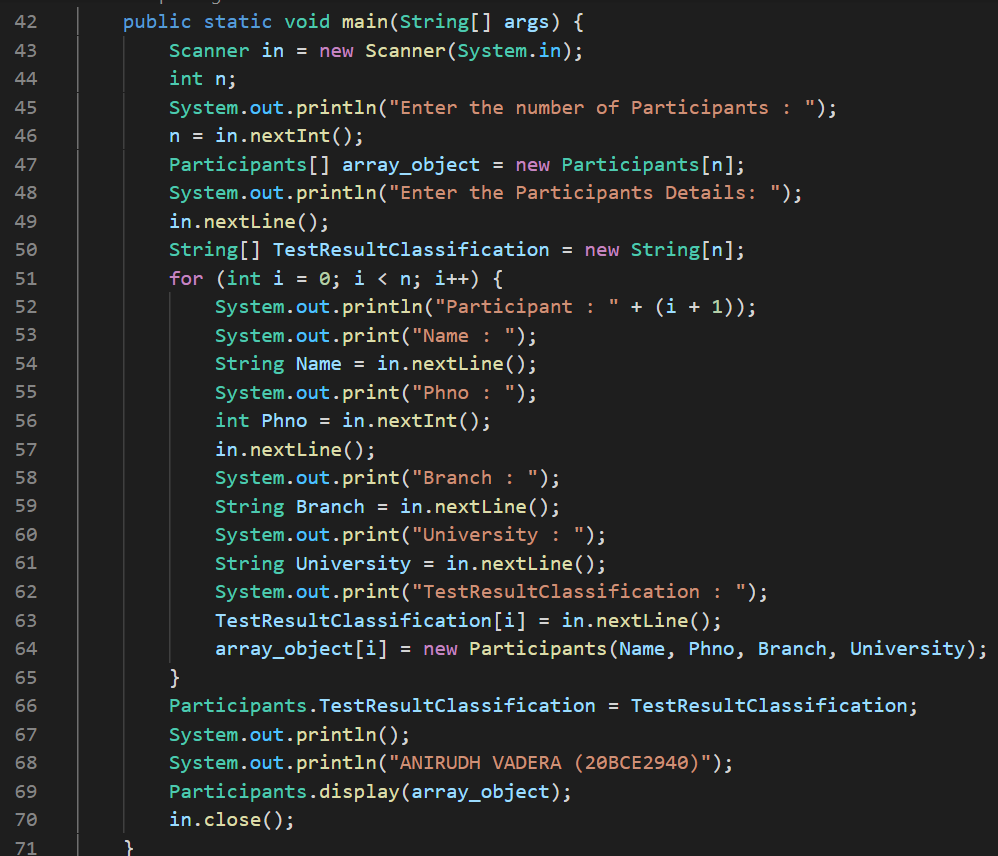 42 public static void main(String[] args) {
43 Scanner in = new Scanner(System.in);
44 int n;
45 System.out.println("Enter the number of Participants : ");
46 n = in.nextInt();
47 Participants[] array_object = new Participants[n];
48 System.out.println("Enter the Participants Details: ");
49 in.nextLine();
50 String[] TestResultClassification = new String[n];
51 for (int i = 0; i < n; i++) {
52 System.out.println("Participant : " + (i + 1));
53 System.out.print("Name : ");
54 String Name = in.nextLine();
55 System.out.print("Phno : ");
56 int Phno = in.nextInt();
57 in.nextLine();
58 System.out.print("Branch : ");
59 String Branch = in.nextLine();
60 System.out.print("University : ");
61 String University = in.nextLine();
62 System.out.print("TestResultClassification : ");
63 TestResultClassification[i] = in.nextLine();
64 array_object[i] = new Participants(Name, Phno, Branch, University);
65 }
66 Participants.TestResultClassification = TestResultClassification;
67 System.out.println();
68 System.out.println("ANIRUDH VADERA (20BCE2940)");
69 Participants.display(array_object);
70 in.close();
71 }